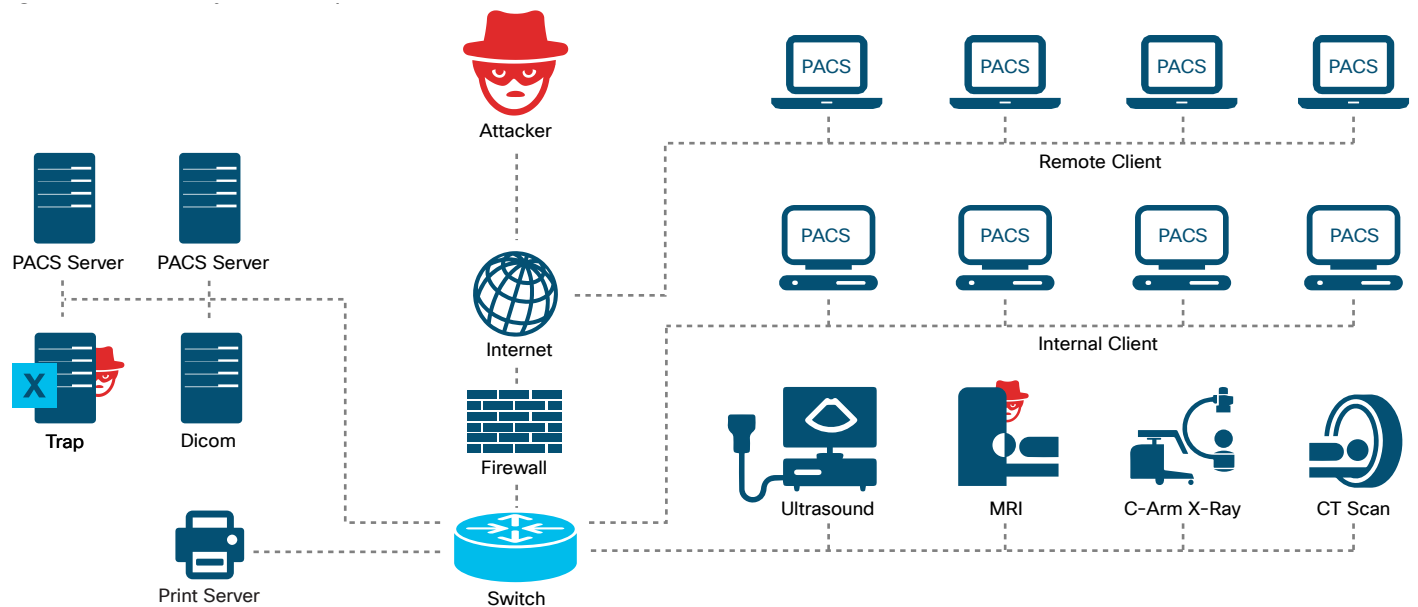 PACS
PACS
PACS
PACS
Attacker
Remote Client
PACS
PACS
PACS
PACS
PACS Server
PACS Server
Internet
Internal Client
X
Trap
Dicom
Firewall
Ultrasound
MRI
C-Arm X-Ray
CT Scan
Print Server
Switch